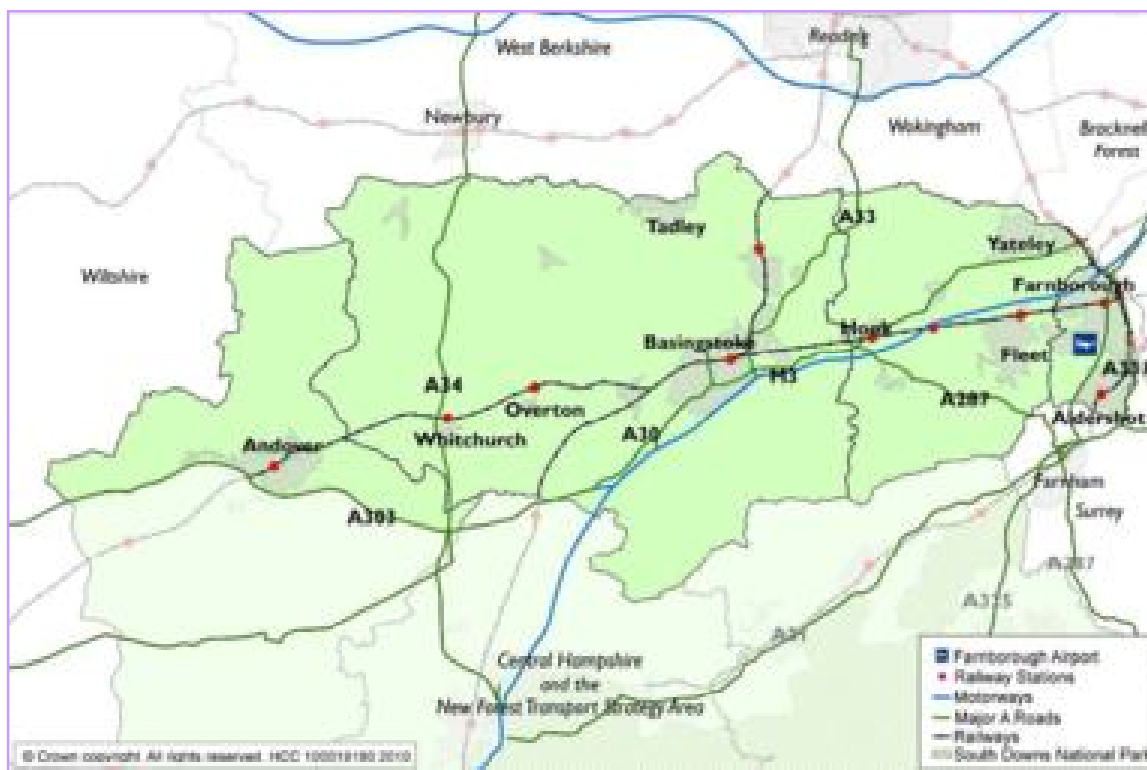 West Berkshire
Reading
Newbury
Wokingham
Bracknell
Forest
Tadley
A33
Yateley
Wiltshire
Farnborough
Hook
Basingstoke
Fleet
M3
A34
Overton
A287
Aldershot
Whitchurch
A30
Andover
Farnham
A303
Surrey
A287
A325
A31
Central Hampshire
and the
New Forest Transport Strategy Area
Farnborough Airport
Railway Stations
Motorways
Major A Roads
Railways
South Downs National Park
© Crown copyright. All rights reserved. HCC 100019180 2010